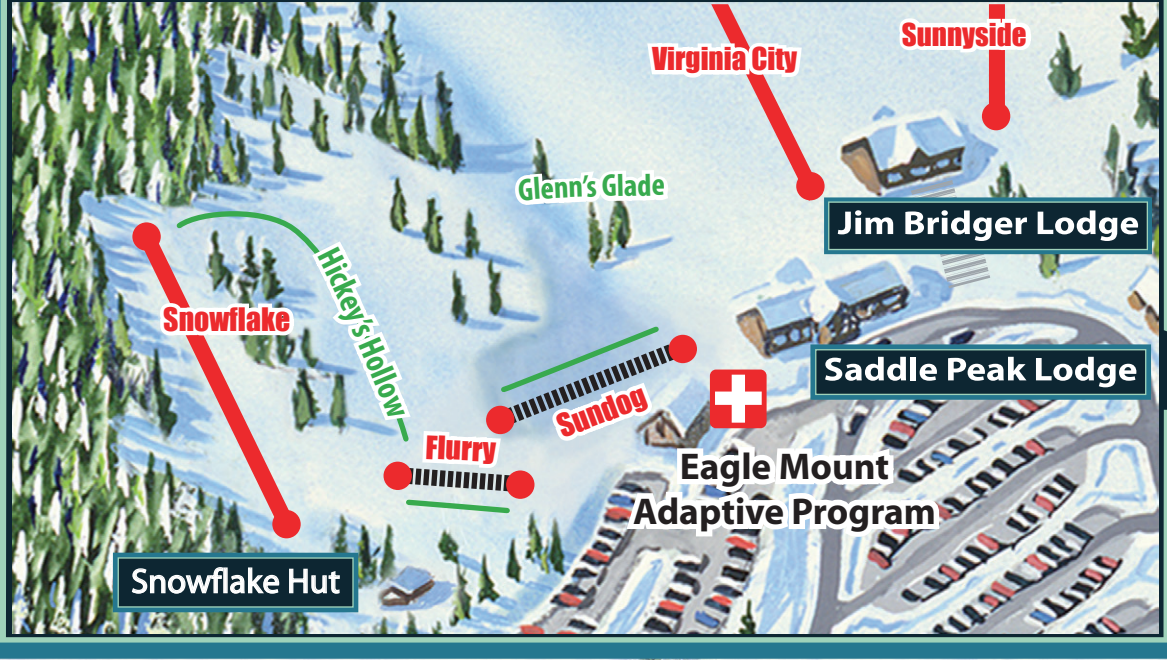 Sunnyside
Virginia City
Glenn's Glade
Jim Bridger Lodge
Hickey's Hollow
Snowflake
Saddle Peak Lodge
Sundog
Flurry
Eagle Mount
Adaptive Program
Snowflake Hut